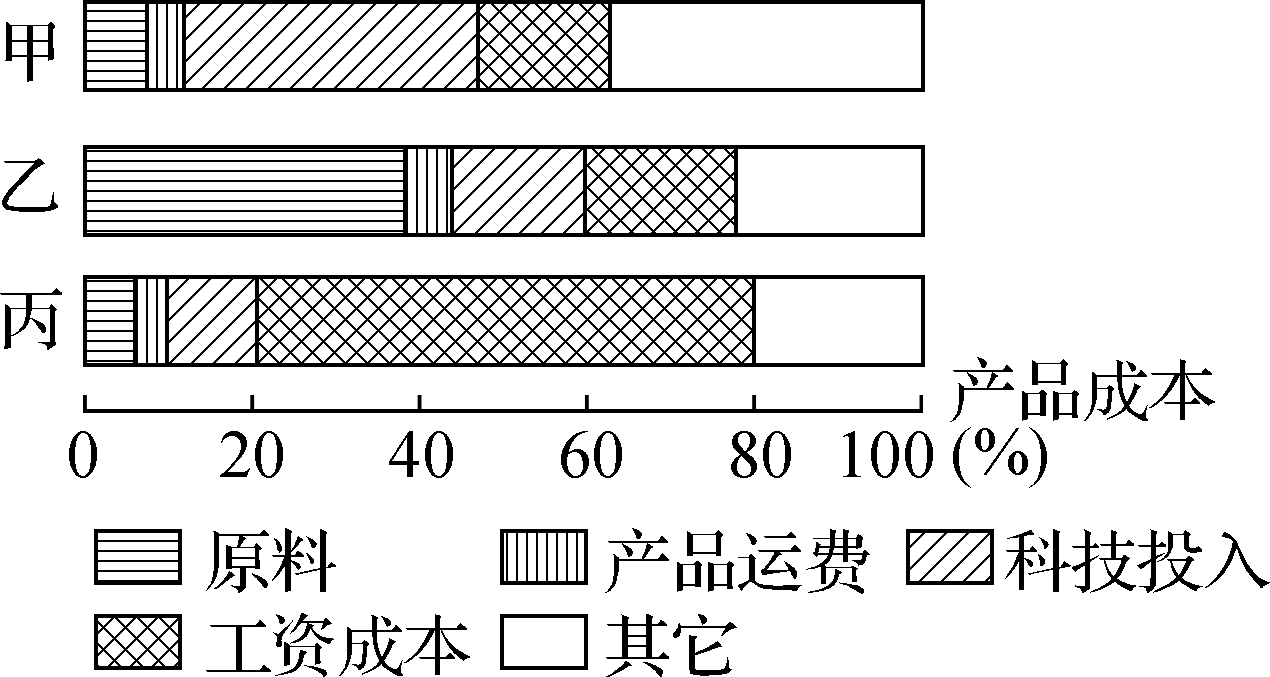 甲
乙
丙
0 20 40 60 80 100
产品成本
(%)
原料 产品运费 科技投入
工资成本 其它